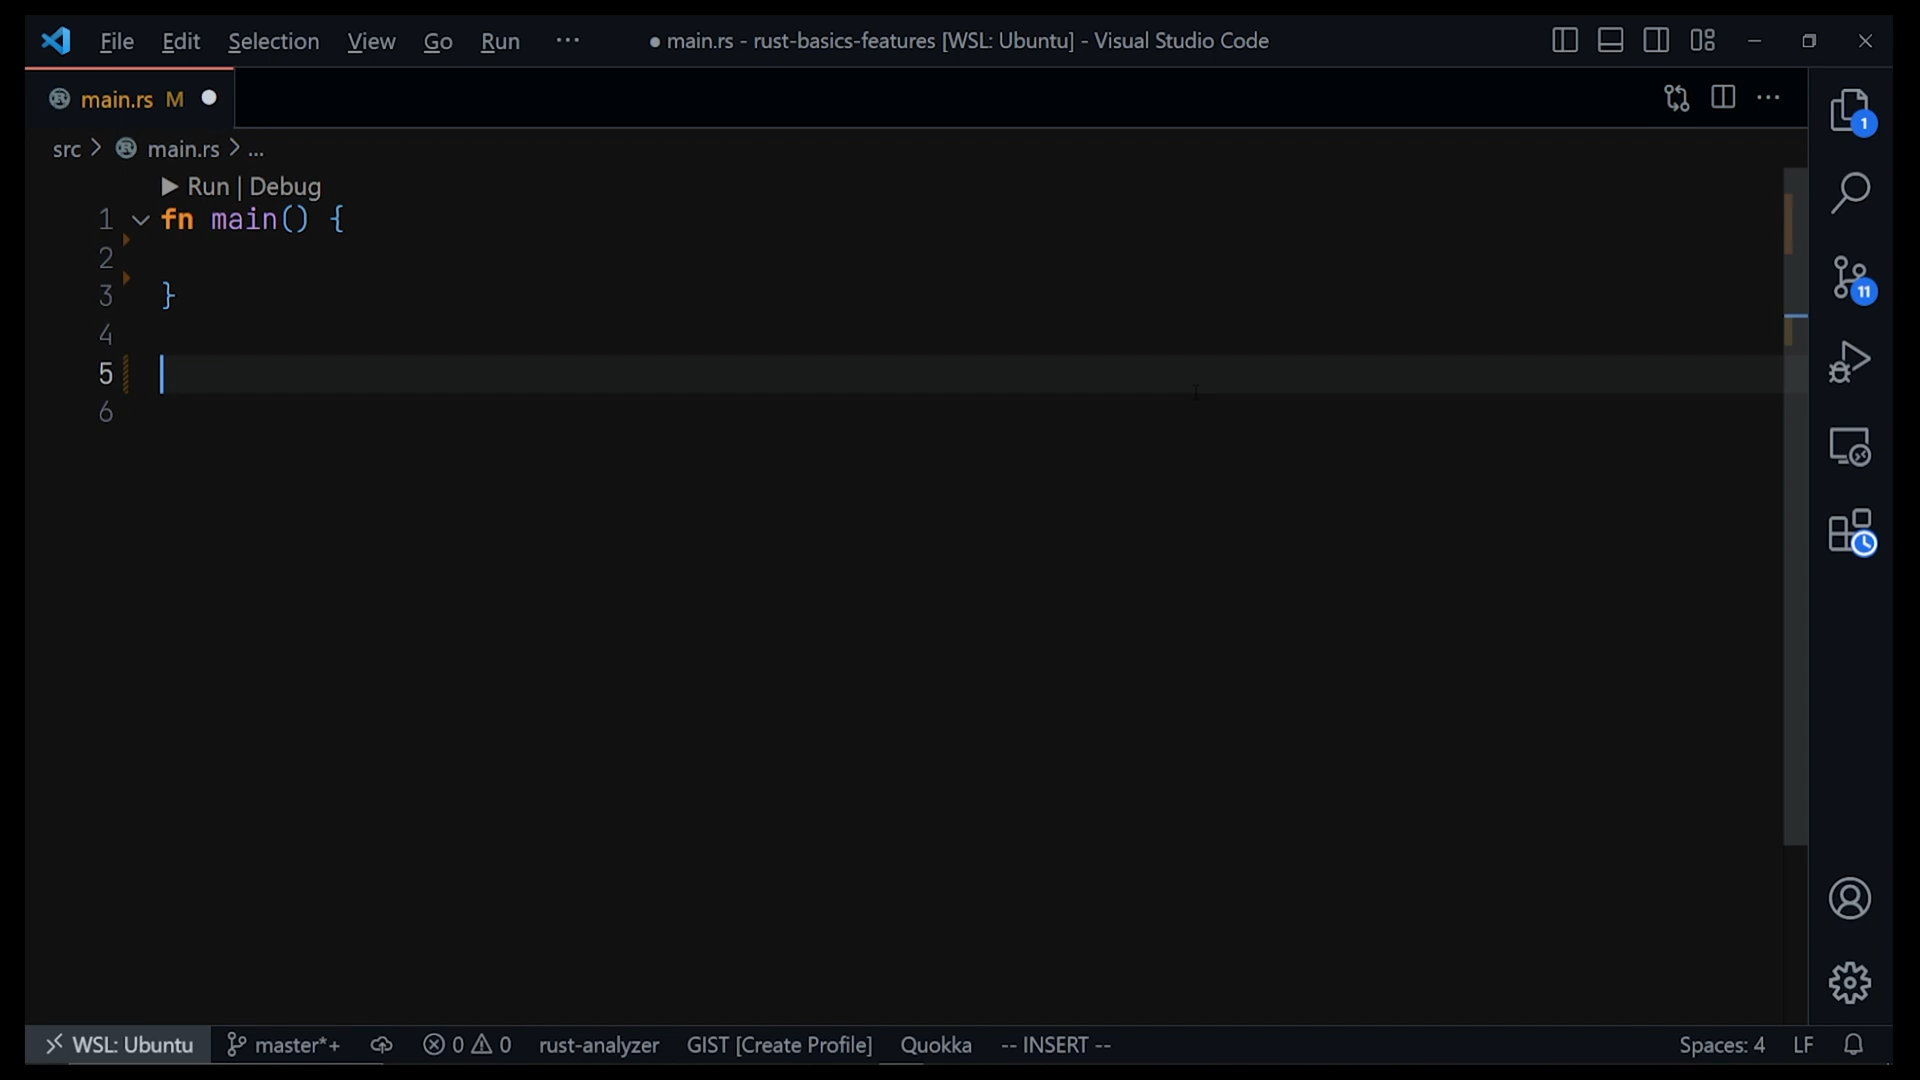 File Edit Selection View Go Run ··· ● main.rs - rust-basics-features [WSL: Ubuntu] - Visual Studio Code
main.rs M
src > main.rs > ...
Run | Debug
1 fn main() {
2
3 }
4
5
6
1
11
WSL: Ubuntu master*+ 0 0 rust-analyzer GIST [Create Profile] Quokka -- INSERT -- Spaces: 4 LF